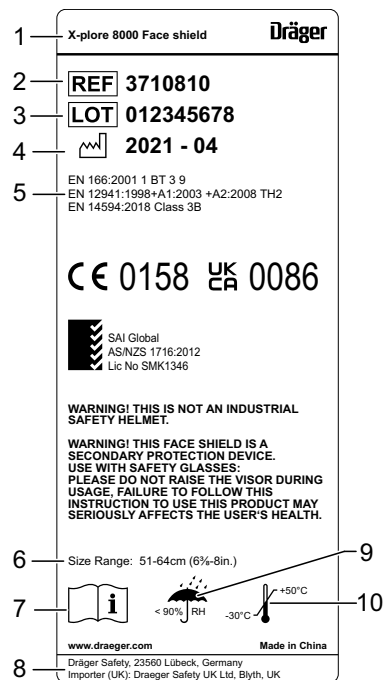 1 X-plore 8000 Face shield Dräger
2 REF 3710810
3 LOT 012345678
4 2021 - 04
EN 166:2001 1 BT 3 9
5 EN 12941:1998+A1:2003 +A2:2008 TH2
EN 14594:2018 Class 3B
CE 0158 UK CA 0086
SAI Global
AS/NZS 1716:2012
Lic No SMK1346
WARNING! THIS IS NOT AN INDUSTRIAL
SAFETY HELMET.
WARNING! THIS FACE SHIELD IS A
SECONDARY PROTECTION DEVICE.
USE WITH SAFETY GLASSES:
PLEASE DO NOT RAISE THE VISOR DURING
USAGE, FAILURE TO FOLLOW THIS
INSTRUCTION TO USE THIS PRODUCT MAY
SERIOUSLY AFFECTS THE USER'S HEALTH.
6 Size Range: 51-64cm (6⅜-8in.) 9
7 i < 90% RH -30°C +50°C 10
www.draeger.com Made in China
8 Dräger Safety, 23560 Lübeck, Germany
Importer (UK): Draeger Safety UK Ltd, Blyth, UK